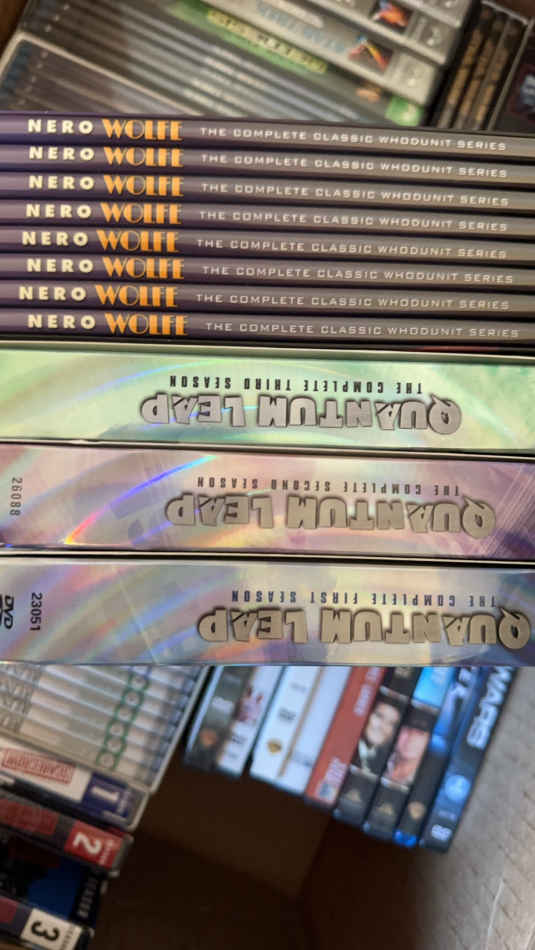 NERO WOLFE THE COMPLETE CLASSIC WHODUNIT SERIES
NERO WOLFE THE COMPLETE CLASSIC WHODUNIT SERIES
NERO WOLFE THE COMPLETE CLASSIC WHODUNIT SERIES
NERO WOLFE THE COMPLETE CLASSIC WHODUNIT SERIES
NERO WOLFE THE COMPLETE CLASSIC WHODUNIT SERIES
NERO WOLFE THE COMPLETE CLASSIC WHODUNIT SERIES
NERO WOLFE THE COMPLETE CLASSIC WHODUNIT SERIES
NERO WOLFE THE COMPLETE CLASSIC WHODUNIT SERIES
QUANTUM LEAP
THE COMPLETE THIRD SEASON
QUANTUM LEAP
THE COMPLETE SECOND SEASON
26088
QUANTUM LEAP
THE COMPLETE FIRST SEASON
23051
DVD
WARS
1
2
3